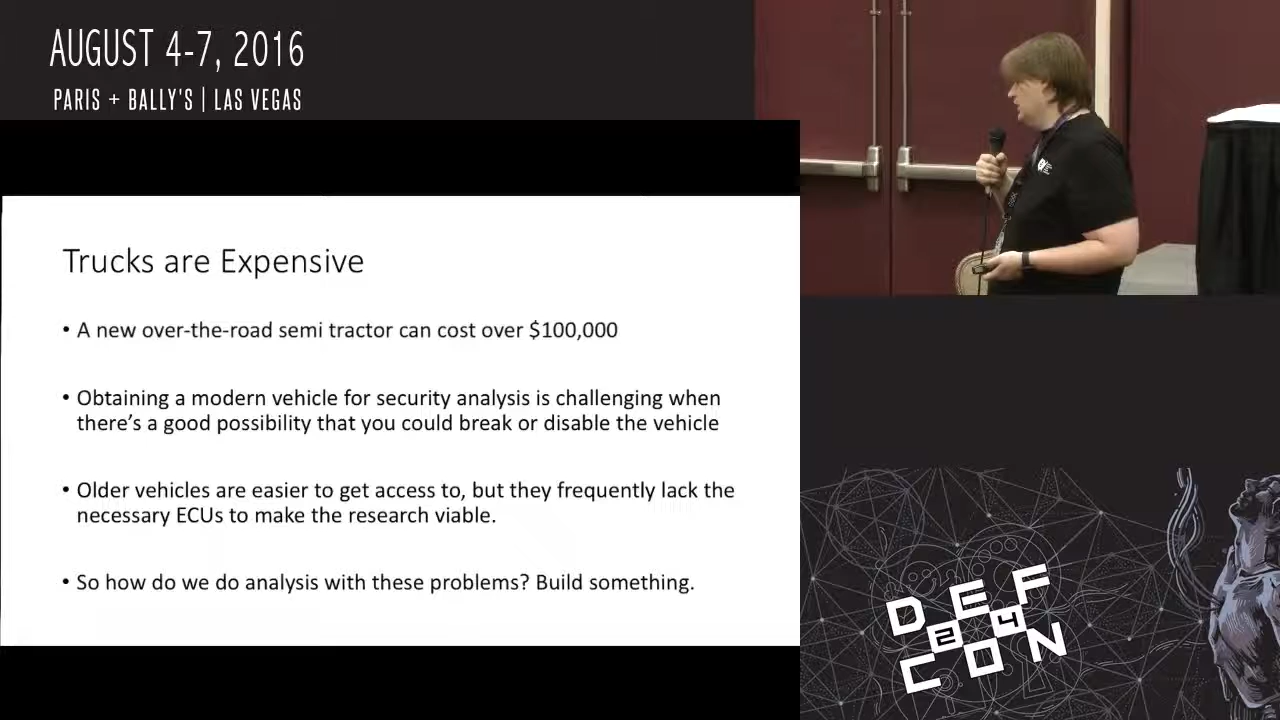 AUGUST 4-7, 2016
PARIS + BALLY'S | LAS VEGAS
Trucks are Expensive
• A new over-the-road semi tractor can cost over $100,000
• Obtaining a modern vehicle for security analysis is challenging when
there’s a good possibility that you could break or disable the vehicle
• Older vehicles are easier to get access to, but they frequently lack the
necessary ECUs to make the research viable.
• So how do we do analysis with these problems? Build something.
DEF
24
CON